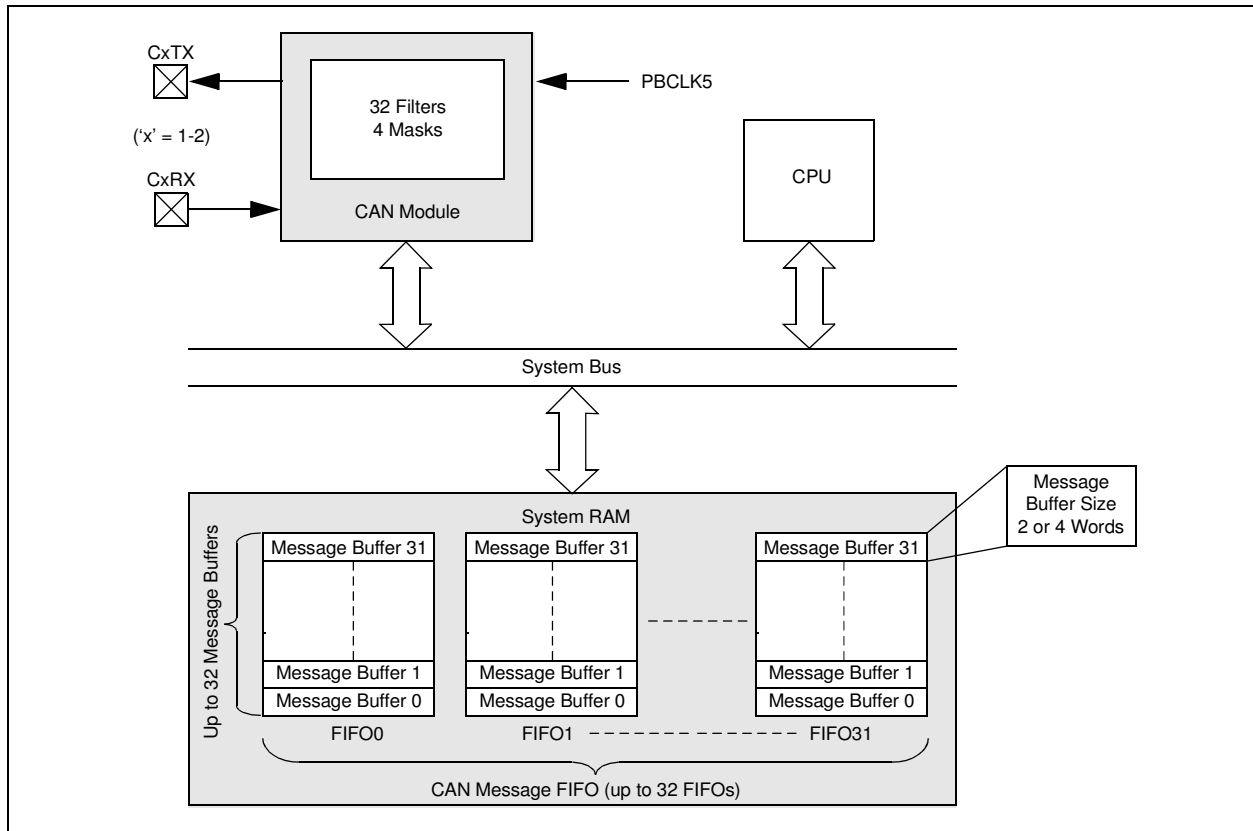 CxTX
PBCLK5
32 Filters
4 Masks
(‘x’ = 1-2)
CxRX
CAN Module
CPU
System Bus
Message
Buffer Size
2 or 4 Words
System RAM
Up to 32 Message Buffers
Message Buffer 31
Message Buffer 31
Message Buffer 31
Message Buffer 1
Message Buffer 1
Message Buffer 1
Message Buffer 0
Message Buffer 0
Message Buffer 0
FIFO0
FIFO1
FIFO31
CAN Message FIFO (up to 32 FIFOs)